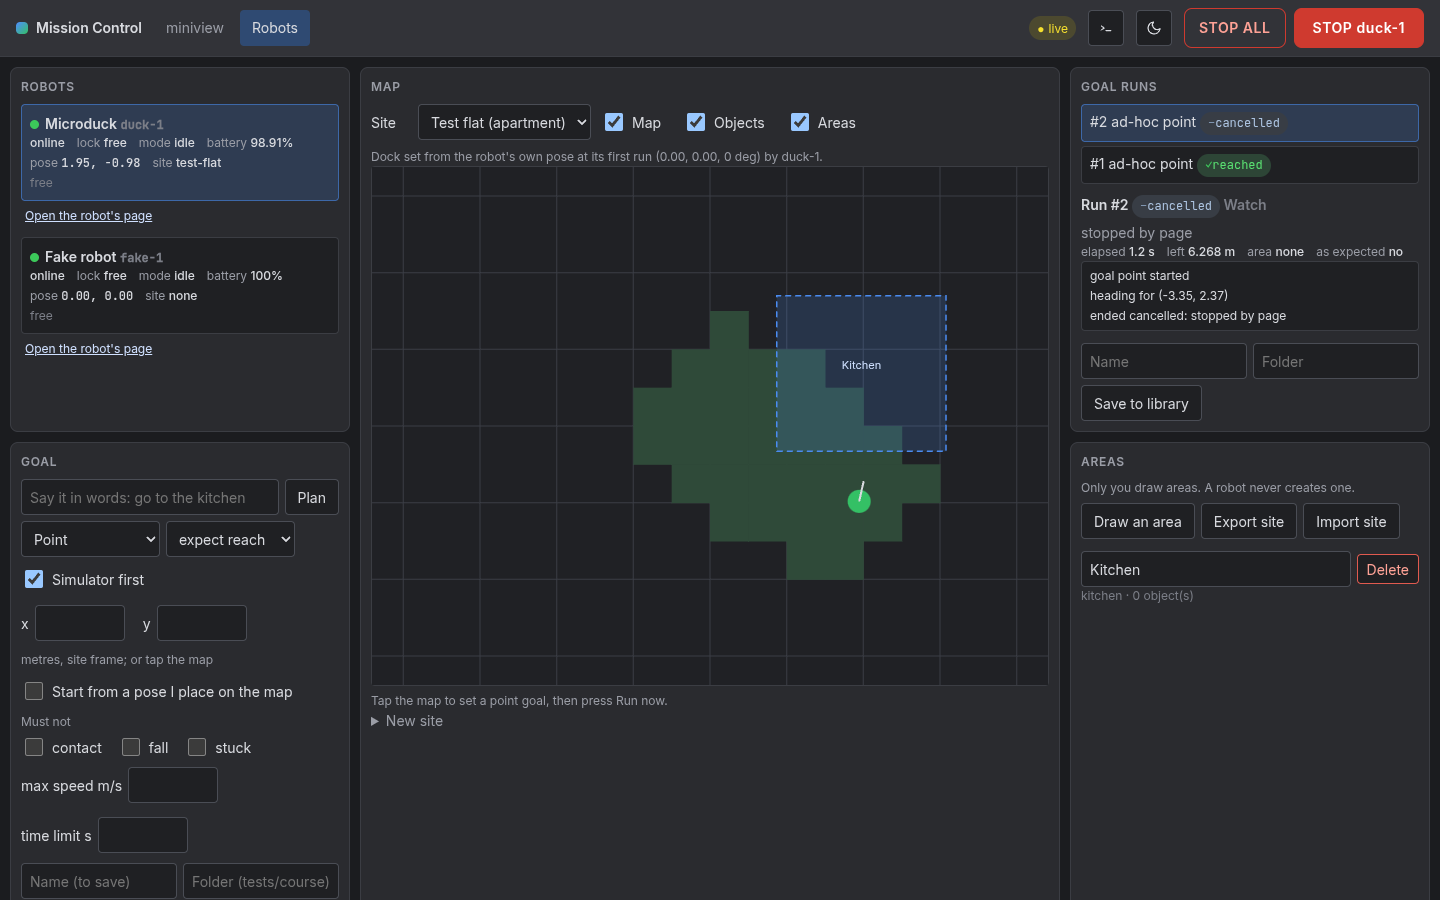 Mission Control miniview Robots ● live >_ STOP ALL STOP duck-1
ROBOTS
Microduck duck-1
online lock free mode idle battery 98.91%
pose 1.95, -0.98 site test-flat
free
Open the robot's page
Fake robot fake-1
online lock free mode idle battery 100%
pose 0.00, 0.00 site none
free
Open the robot's page
GOAL
Say it in words: go to the kitchen Plan
Point expect reach
Simulator first
x y
metres, site frame; or tap the map
Start from a pose I place on the map
Must not
contact fall stuck
max speed m/s
time limit s
Name (to save) Folder (tests/course)
MAP
Site Test flat (apartment) Map Objects Areas
Dock set from the robot's own pose at its first run (0.00, 0.00, 0 deg) by duck-1.
Kitchen
Tap the map to set a point goal, then press Run now.
New site
GOAL RUNS
#2 ad-hoc point –cancelled
#1 ad-hoc point ✓reached
Run #2 –cancelled Watch
stopped by page
elapsed 1.2 s left 6.268 m area none as expected no
goal point started
heading for (-3.35, 2.37)
ended cancelled: stopped by page
Name Folder
Save to library
AREAS
Only you draw areas. A robot never creates one.
Draw an area Export site Import site
Kitchen Delete
kitchen · 0 object(s)